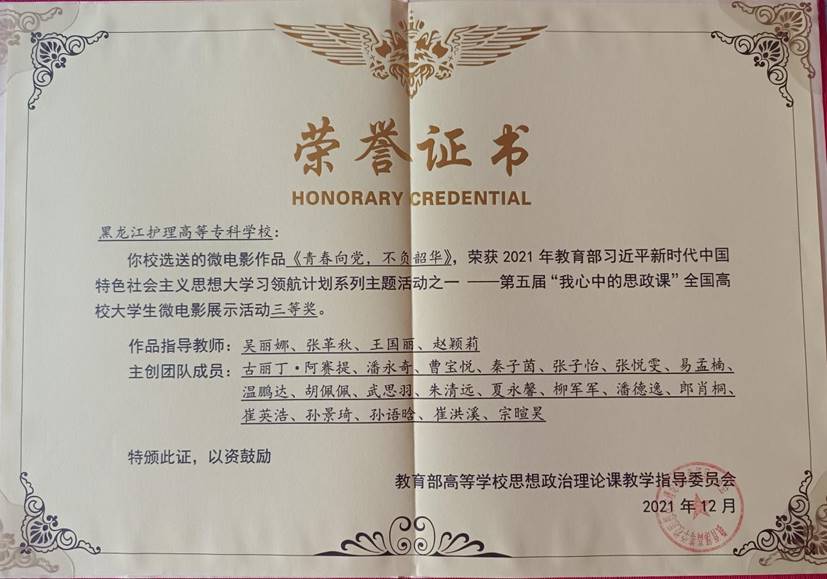 荣誉证书
HONORARY CREDENTIAL
黑龙江护理高等专科学校：
你校选送的微电影作品《青春向党，不负韶华》，荣获 2021 年教育部习近平新时代中国
特色社会主义思想大学习领航计划系列主题活动之一 ——第五届“我心中的思政课”全国高
校大学生微电影展示活动三等奖。
作品指导教师：吴丽娜、张革秋、王国丽、赵颖莉
主创团队成员：古丽丁·阿赛提、潘永奇、曹宝悦、秦子茵、张子怡、张悦雯、易孟楠、
温鹏达、胡佩佩、武思羽、朱清远、夏永馨、柳军军、潘德逸、郎肖桐、
崔英浩、孙景琦、孙语晗、崔洪溪、宗暄昊
特颁此证，以资鼓励
教育部高等学校思想政治理论课教学指导委员会
2021 年 12 月